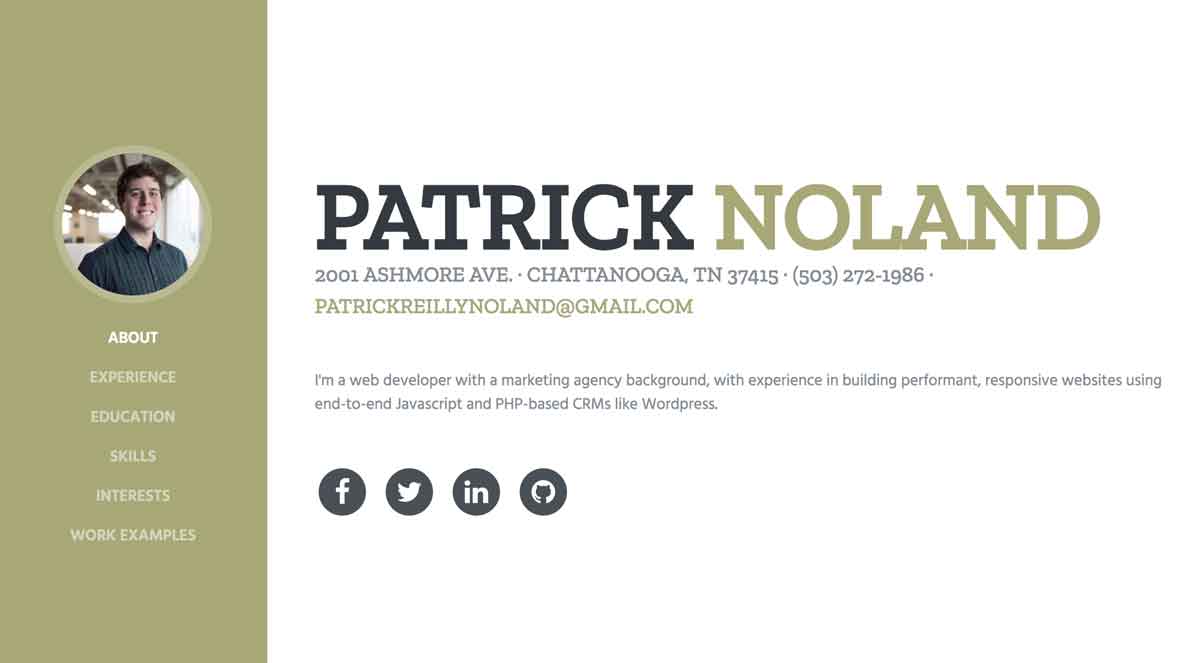 ABOUT
EXPERIENCE
EDUCATION
SKILLS
INTERESTS
WORK EXAMPLES
PATRICK NOLAND
2001 ASHMORE AVE. · CHATTANOOGA, TN 37415 · (503) 272-1986 ·
PATRICKREILLYNOLAND@GMAIL.COM
I'm a web developer with a marketing agency background, with experience in building performant, responsive websites using
end-to-end Javascript and PHP-based CRMs like Wordpress.